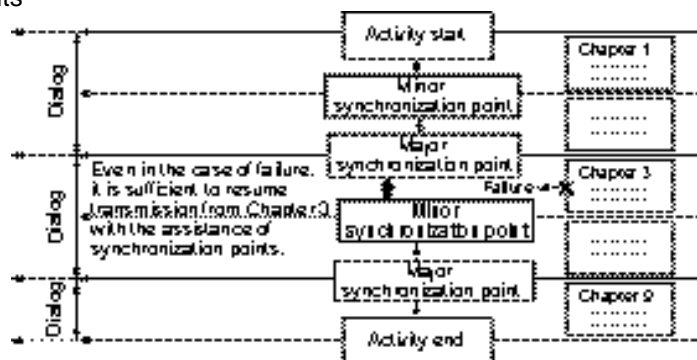 Activity start
Chapter 1
.........
Minor
synchronization point
Dialog
.........
.........
Major
synchronization point
Even in the case of failure.
it is sufficient to resume
transmission from Chapter 3
with the assistance of
synchronization points.
Failure
Chapter 3
.........
Dialog
Minor
synchronization point
.........
.........
Major
synchronization point
Chapter 9
.........
.........
Dialog
Activity end